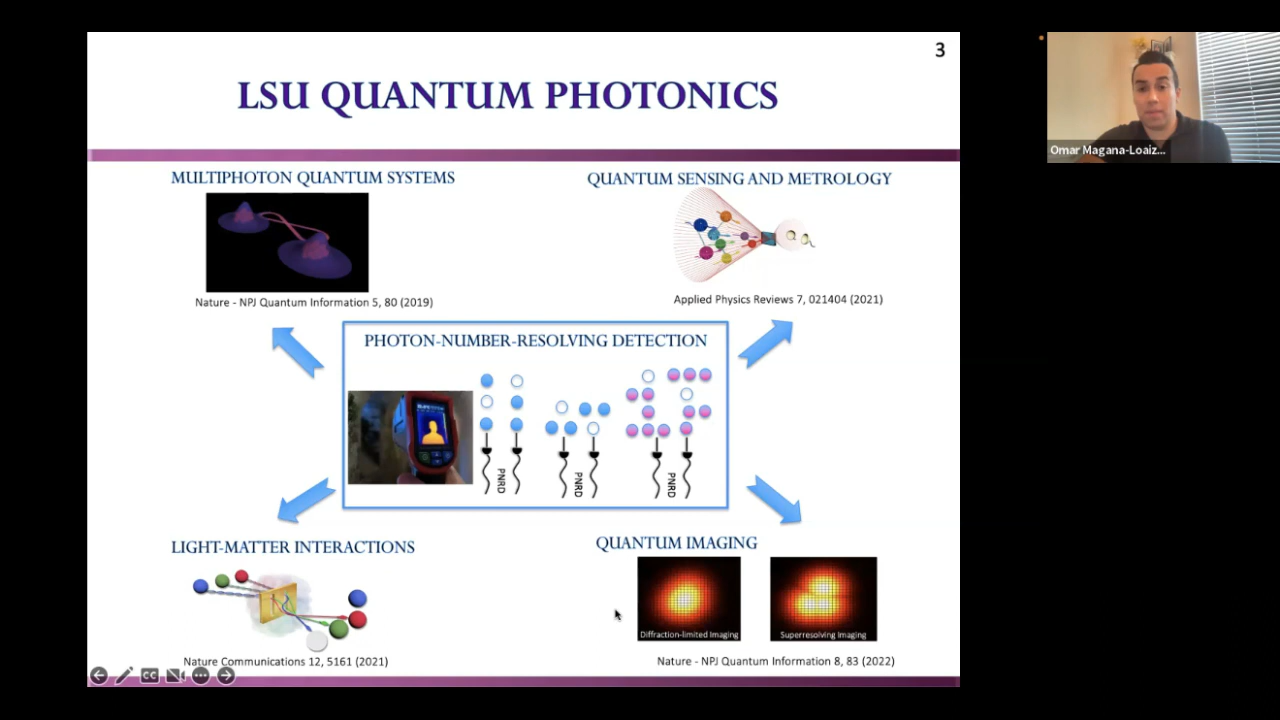 3
LSU QUANTUM PHOTONICS
MULTIPHOTON QUANTUM SYSTEMS
Nature - NPJ Quantum Information 5, 80 (2019)
QUANTUM SENSING AND METROLOGY
Applied Physics Reviews 7, 021404 (2021)
PHOTON-NUMBER-RESOLVING DETECTION
PNRD
PNRD
PNRD
LIGHT-MATTER INTERACTIONS
Nature Communications 12, 5161 (2021)
QUANTUM IMAGING
Diffraction-limited Imaging
Superresolving Imaging
Nature - NPJ Quantum Information 8, 83 (2022)
CC
Omar Magana-Loaiz...